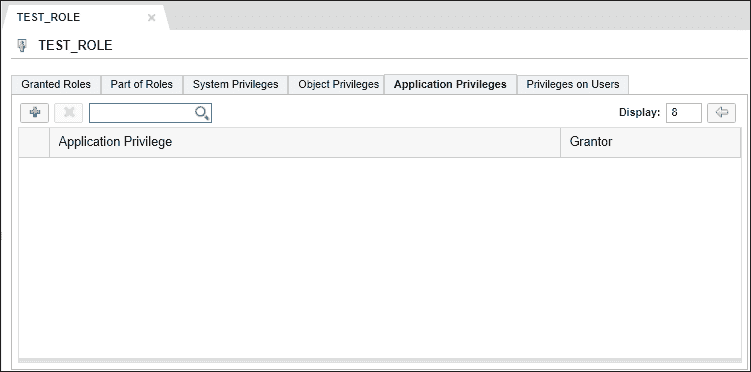 TEST_ROLE
TEST_ROLE
Granted Roles Part of Roles System Privileges Object Privileges Application Privileges Privileges on Users
Display: 8
Application Privilege Grantor